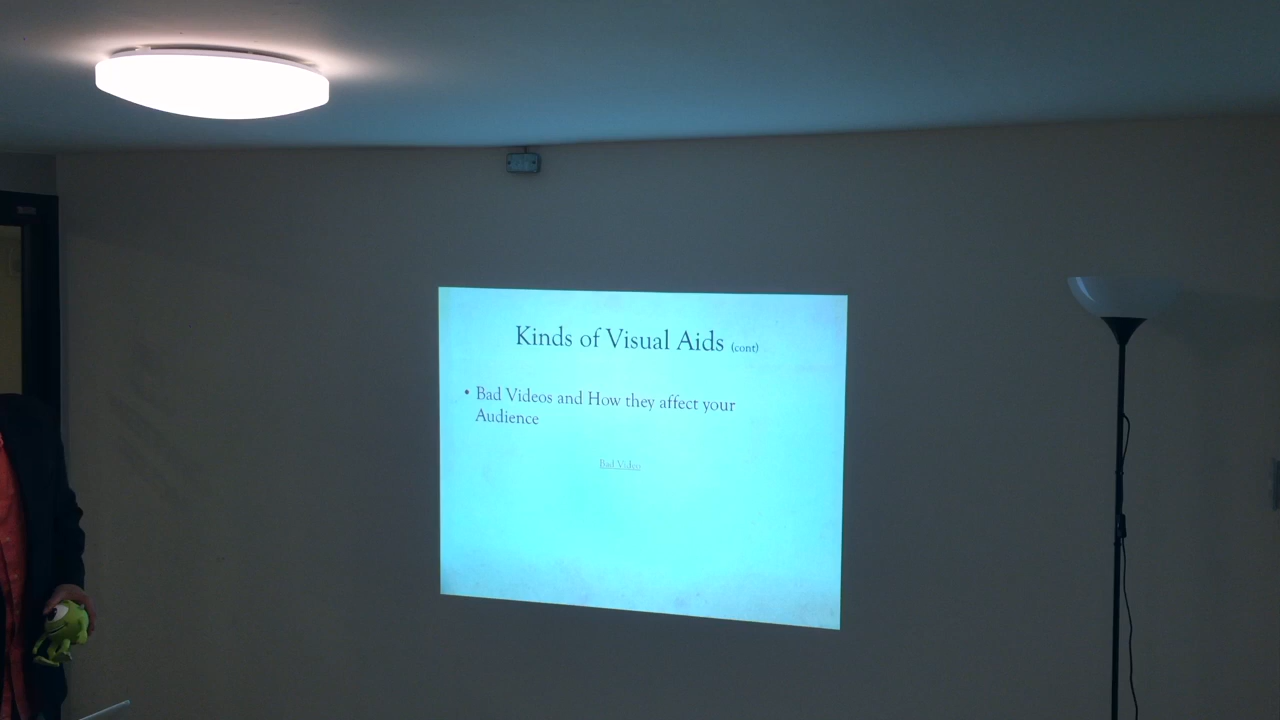 Kinds of Visual Aids (cont)
• Bad Videos and How they affect your
Audience
Bad Video